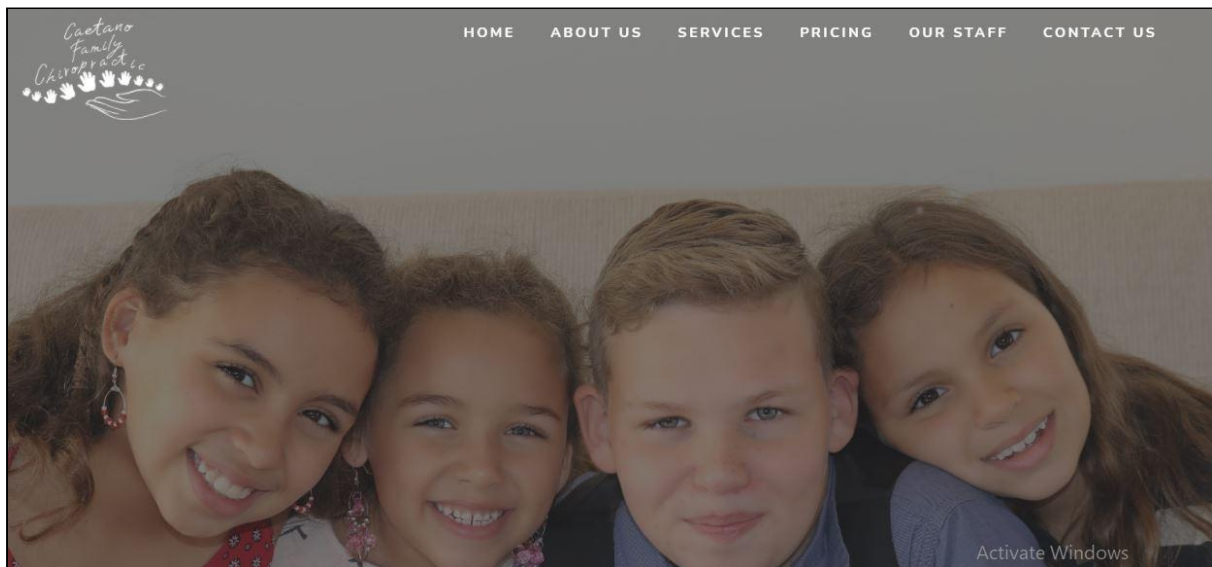 Caetano
Family
Chiropractic
HOME ABOUT US SERVICES PRICING OUR STAFF CONTACT US
Activate Windows